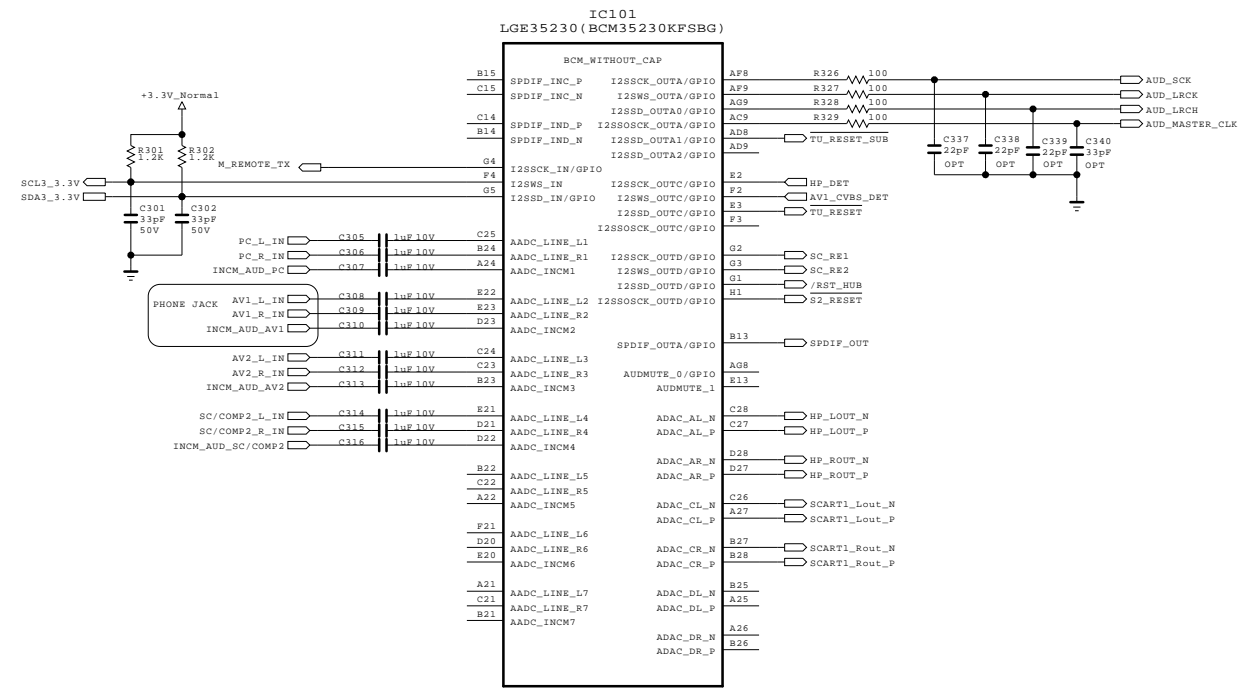 IC101
LGE35230(BCM35230KFSBG)
BCM_WITHOUT_CAP
+3.3V_Normal
R301
1.2K
R302
1.2K
M_REMOTE_TX
SCL3_3.3V
SDA3_3.3V
C301
33pF
50V
C302
33pF
50V
PC_L_IN C305 1uF 10V C25 AADC_LINE_L1
PC_R_IN C306 1uF 10V B24 AADC_LINE_R1
INCM_AUD_PC C307 1uF 10V A24 AADC_INCM1
PHONE JACK
AV1_L_IN C308 1uF 10V E22 AADC_LINE_L2
AV1_R_IN C309 1uF 10V E23 AADC_LINE_R2
INCM_AUD_AV1 C310 1uF 10V D23 AADC_INCM2
AV2_L_IN C311 1uF 10V C24 AADC_LINE_L3
AV2_R_IN C312 1uF 10V C23 AADC_LINE_R3
INCM_AUD_AV2 C313 1uF 10V B23 AADC_INCM3
SC/COMP2_L_IN C314 1uF 10V E21 AADC_LINE_L4
SC/COMP2_R_IN C315 1uF 10V D21 AADC_LINE_R4
INCM_AUD_SC/COMP2 C316 1uF 10V D22 AADC_INCM4
B22 AADC_LINE_L5
C22 AADC_LINE_R5
A22 AADC_INCM5
F21 AADC_LINE_L6
D20 AADC_LINE_R6
E20 AADC_INCM6
A21 AADC_LINE_L7
C21 AADC_LINE_R7
B21 AADC_INCM7
B15 SPDIF_INC_P
C15 SPDIF_INC_N
C14 SPDIF_IND_P
B14 SPDIF_IND_N
G4 I2SSCK_IN/GPIO
F4 I2SWS_IN
G5 I2SSD_IN/GPIO
I2SSCK_OUTA/GPIO AF8 R326 100 AUD_SCK
I2SWS_OUTA/GPIO AF9 R327 100 AUD_LRCK
I2SSD_OUTA0/GPIO AG9 R328 100 AUD_LRCH
I2SSOSCK_OUTA/GPIO AC9 R329 100 AUD_MASTER_CLK
I2SSD_OUTA1/GPIO AD8 TU_RESET_SUB
I2SSD_OUTA2/GPIO AD9
C337
22pF
OPT
C338
22pF
OPT
C339
22pF
OPT
C340
33pF
OPT
I2SSCK_OUTC/GPIO E2 HP_DET
I2SWS_OUTC/GPIO F2 AV1_CVBS_DET
I2SSD_OUTC/GPIO E3 TU_RESET
I2SSOSCK_OUTC/GPIO F3
I2SSCK_OUTD/GPIO G2 SC_RE1
I2SWS_OUTD/GPIO G3 SC_RE2
I2SSD_OUTD/GPIO G1 /RST_HUB
I2SSOSCK_OUTD/GPIO H1 S2_RESET
SPDIF_OUTA/GPIO B13 SPDIF_OUT
AUDMUTE_0/GPIO AG8
AUDMUTE_1 E13
ADAC_AL_N C28 HP_LOUT_N
ADAC_AL_P C27 HP_LOUT_P
ADAC_AR_N D28 HP_ROUT_N
ADAC_AR_P D27 HP_ROUT_P
ADAC_CL_N C26 SCART1_Lout_N
ADAC_CL_P A27 SCART1_Lout_P
ADAC_CR_N B27 SCART1_Rout_N
ADAC_CR_P B28 SCART1_Rout_P
ADAC_DL_N B25
ADAC_DL_P A25
ADAC_DR_N A26
ADAC_DR_P B26